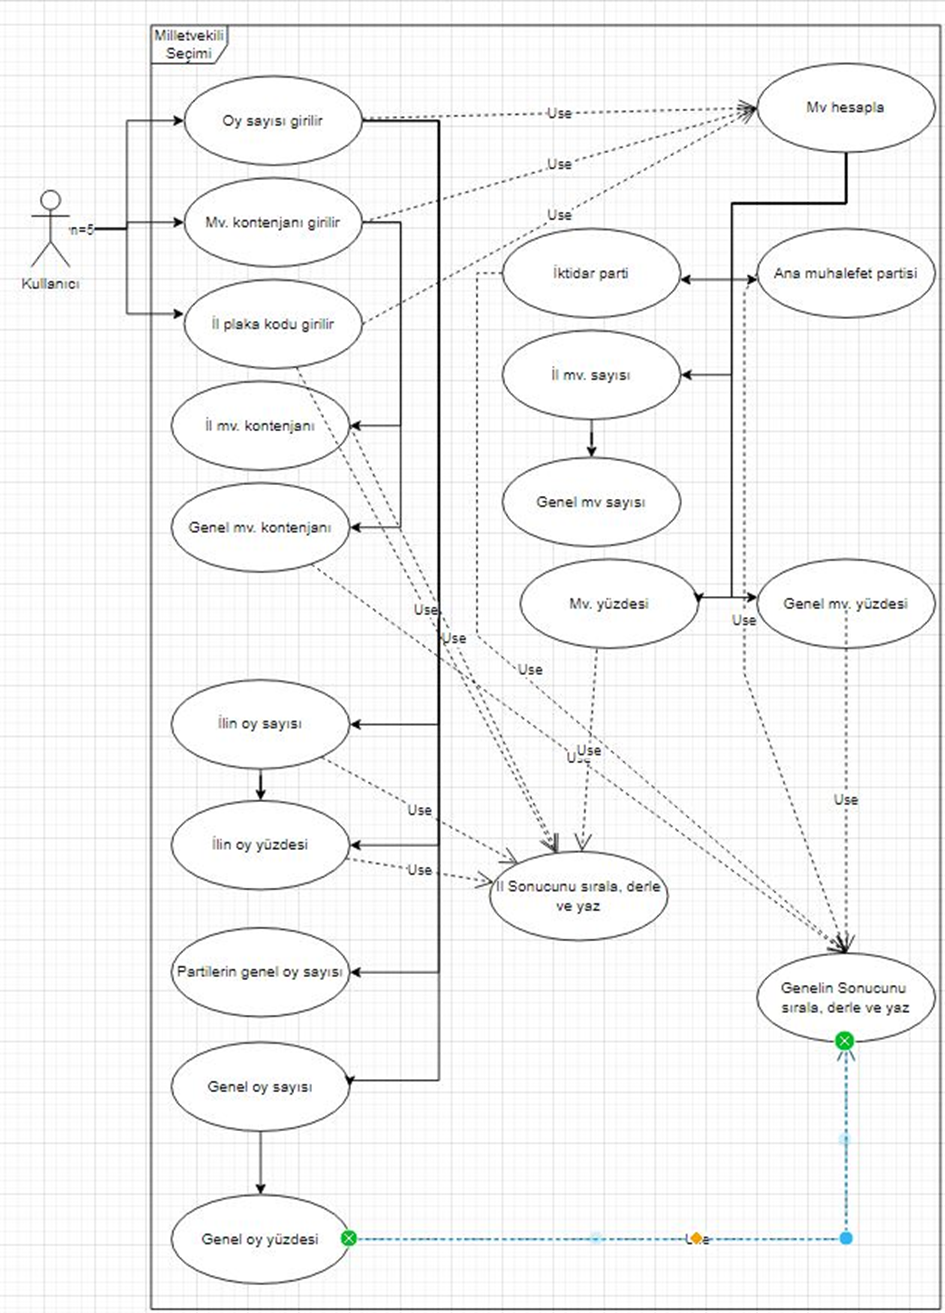 Milletvekili
Seçimi
Oy sayısı girilir
Use
Mv hesapla
Use
Mv. kontenjanı girilir
n=5
Use
Kullanıcı
İktidar parti
Ana muhalefet partisi
İl plaka kodu girilir
İl mv. sayısı
İl mv. kontenjanı
Genel mv sayısı
Genel mv. kontenjanı
Mv. yüzdesi
Genel mv. yüzdesi
Use
Use
Use
Use
İlin oy sayısı
Use
Use
Use
Use
İlin oy yüzdesi
Use
İl Sonucunu sırala, derle
ve yaz
Partilerin genel oy sayısı
Genelin Sonucunu
sırala, derle ve yaz
Genel oy sayısı
Genel oy yüzdesi
Use